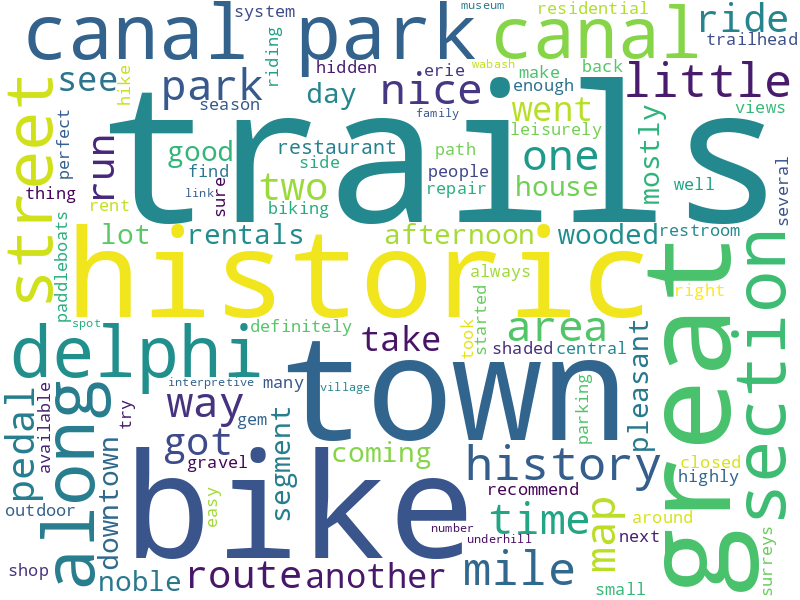 museum
system
residential
canal park
canal
ride
trailhead
riding
hidden
erie
wabash
make
back
see
hike
park
season
day
nice
family
enough
little
views
street
perfect
run
trails
went
leisurely
mostly
good
find
restaurant
side
path
people
repair
one
house
well
several
thing
rent
link
sure
two
biking
paddleboats
lot
rentals
afternoon
wooded
restroom
historic
always
right
great
section
spot
definitely
took
started
area
delphi
take
shaded
central
pleasant
interpretive
many
village
town
along
pedal
available
try
way
gem
segment
parking
got
coming
gravel
history
closed
highly
downtown
easy
bike
recommend
outdoor
number
underhill
time
map
around
next
surreys
shop
noble
route
another
mile
small